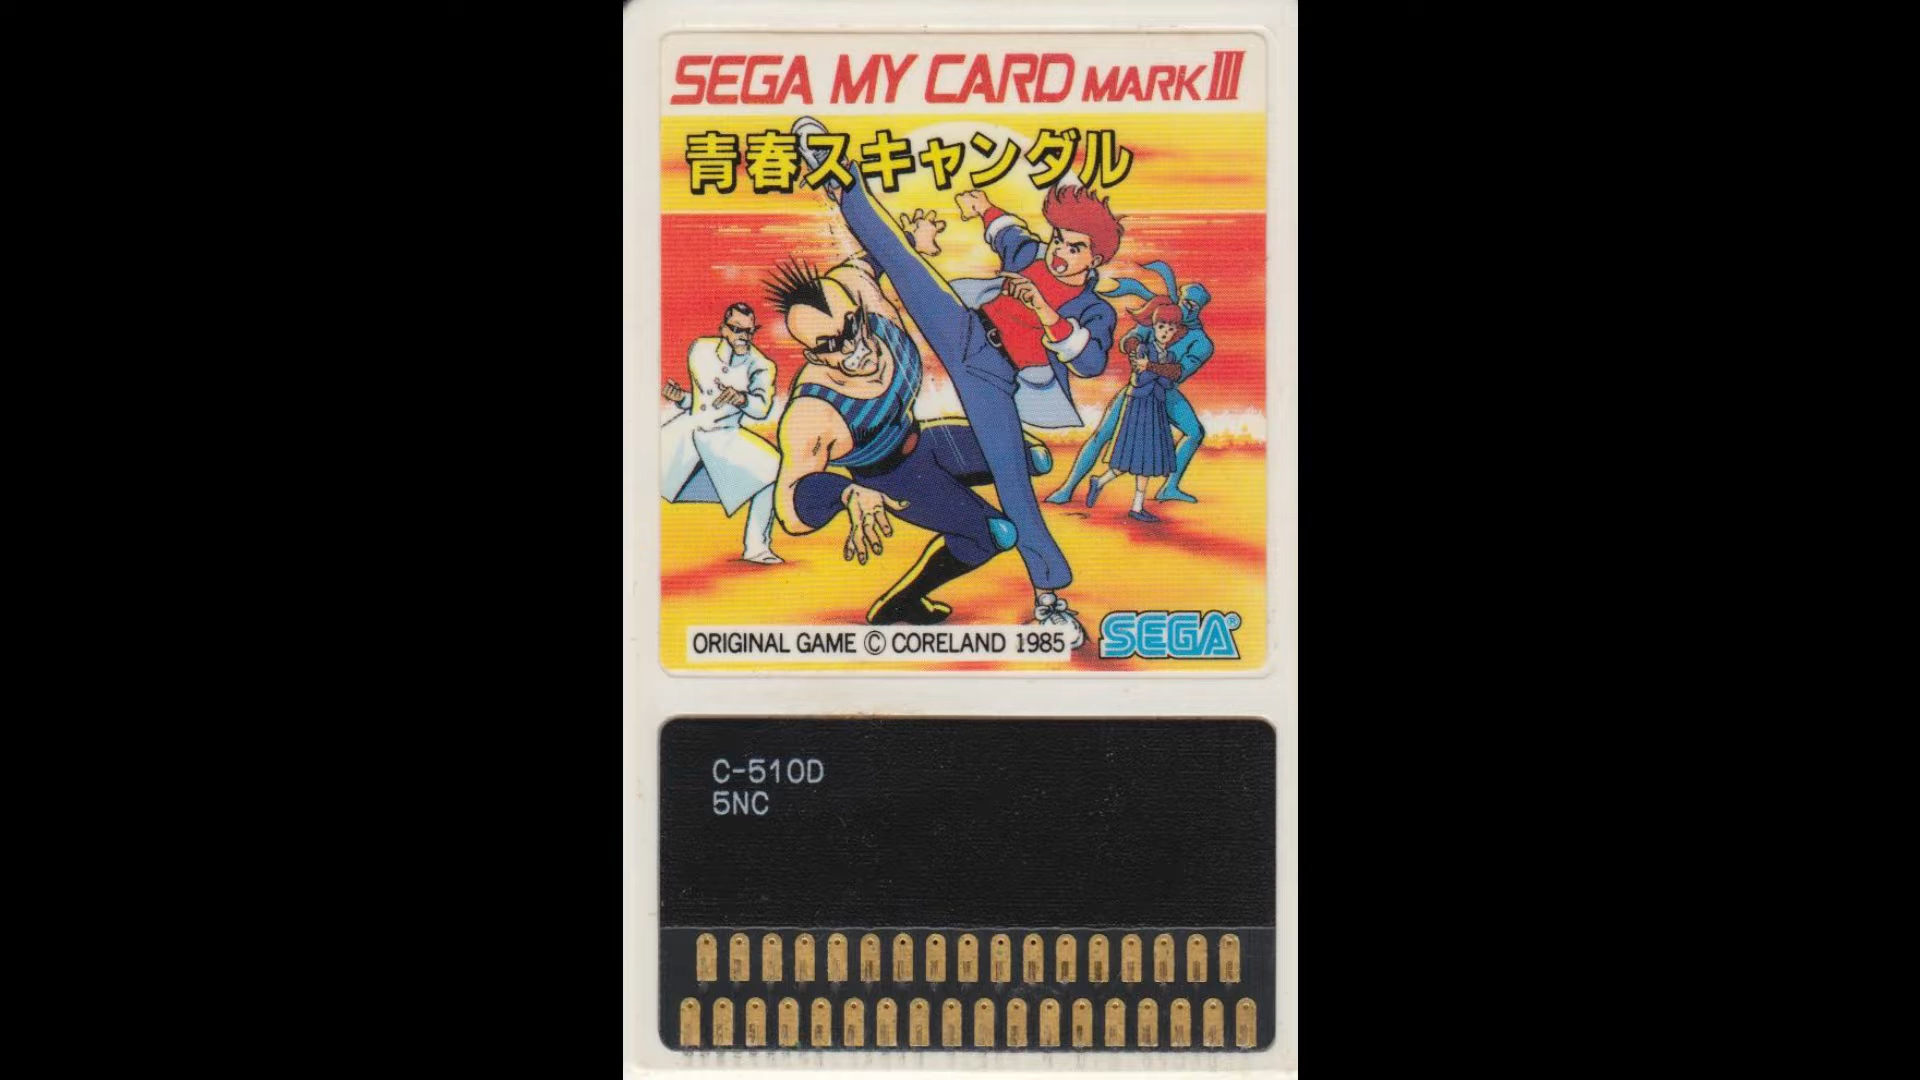 SEGA MY CARD MARK III
青春スキャンダル
ORIGINAL GAME © CORELAND 1985
SEGA®
C-510D
5NC